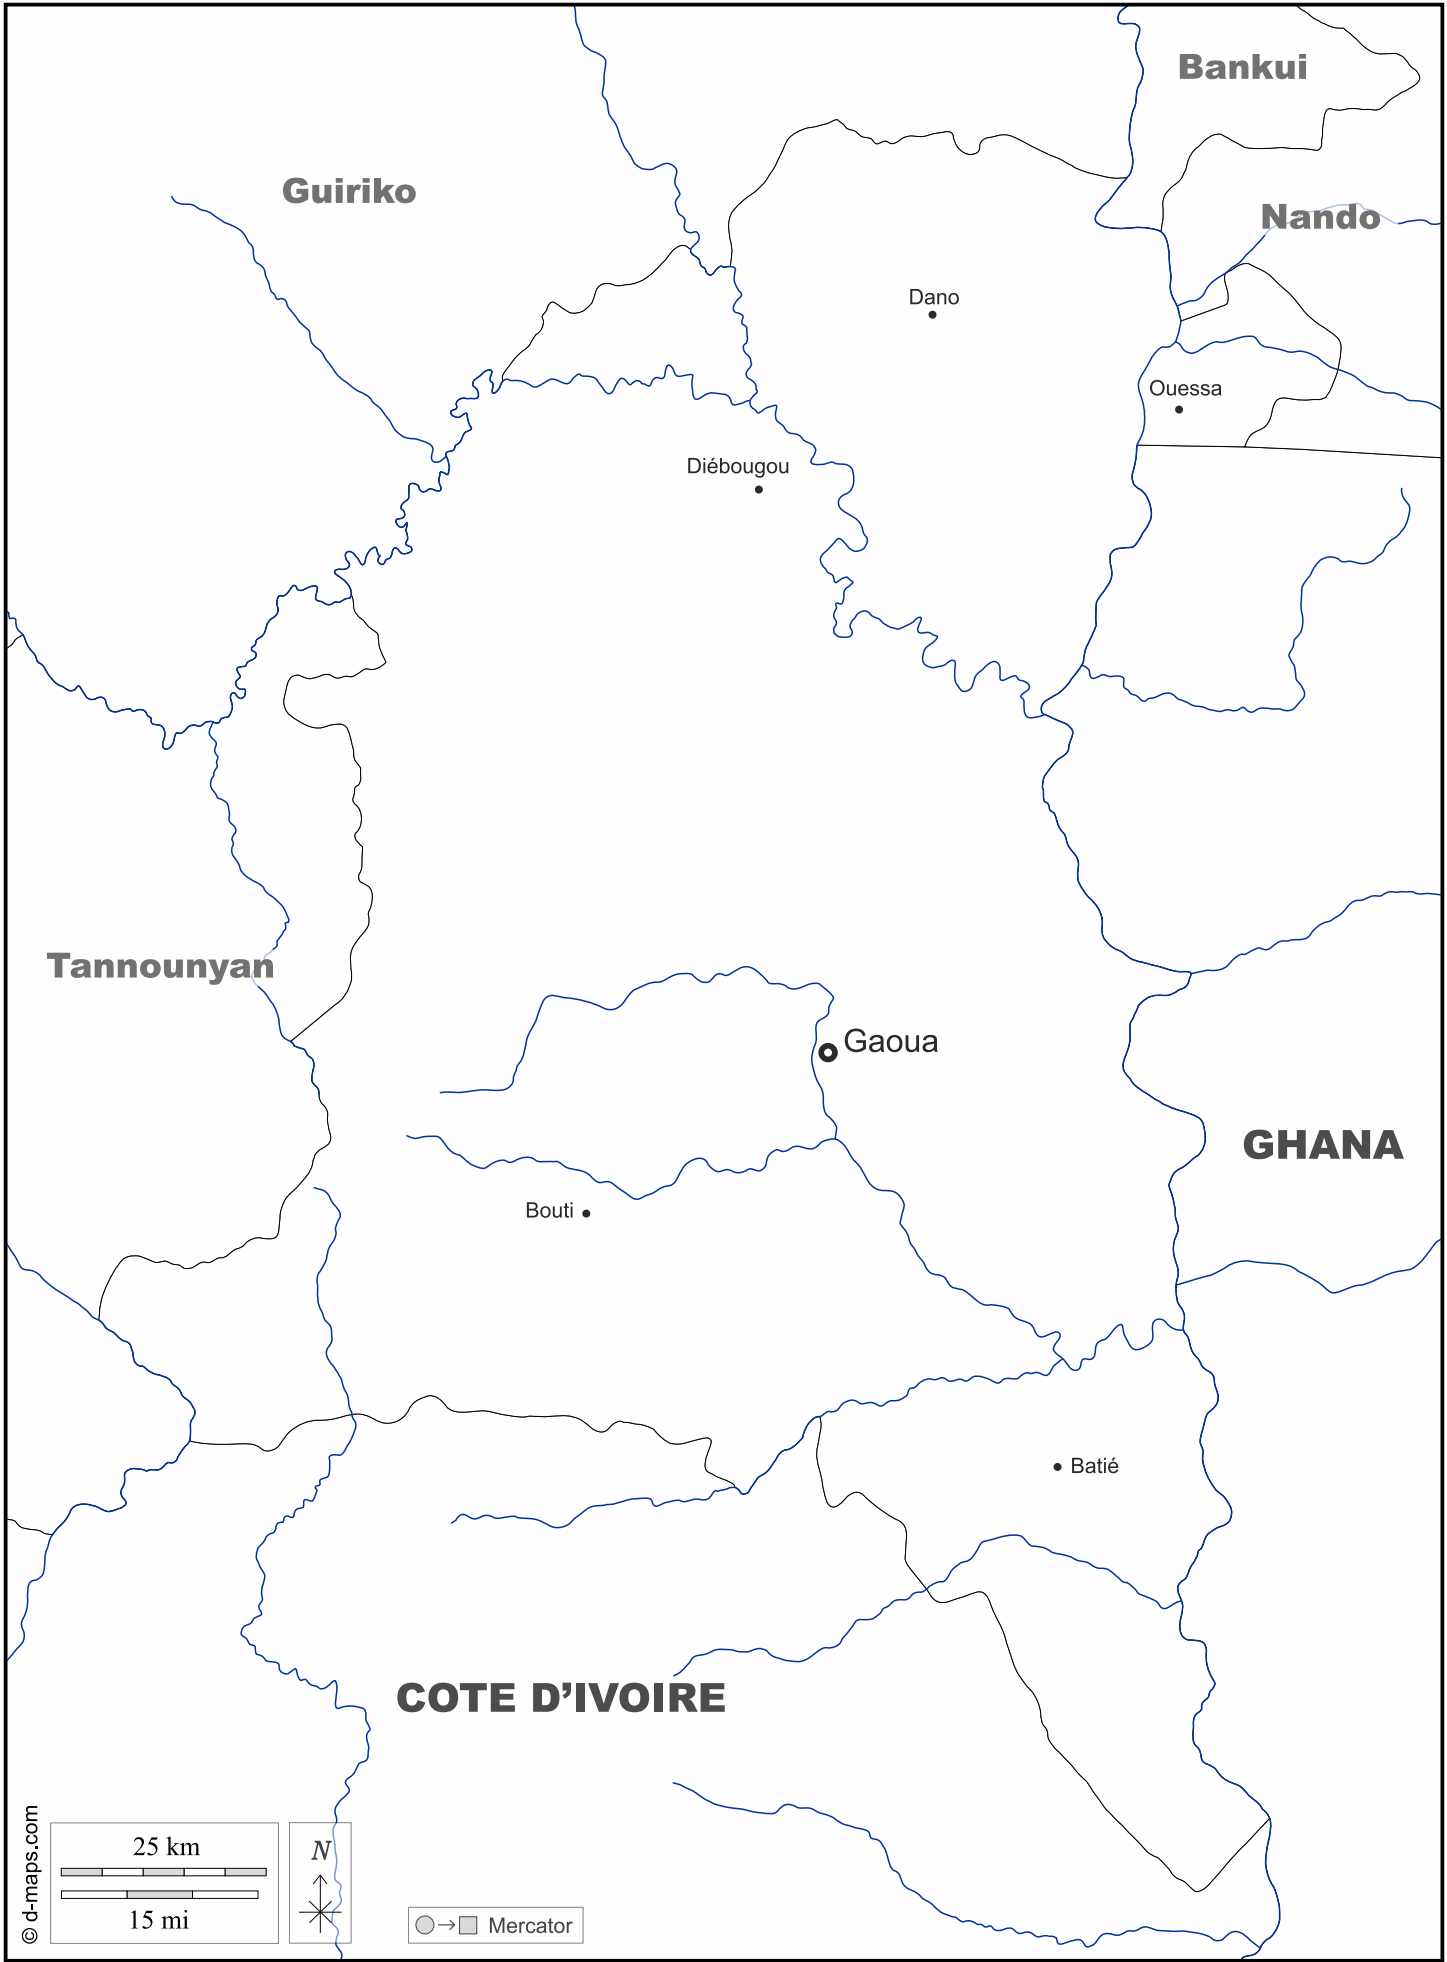 Bankui
Guiriko
Nando
Dano
Ouessa
Diébougou
Tannounyan
Gaoua
GHANA
Bouti
Batié
COTE D’IVOIRE
© d-maps.com
25 km
15 mi
N
Mercator